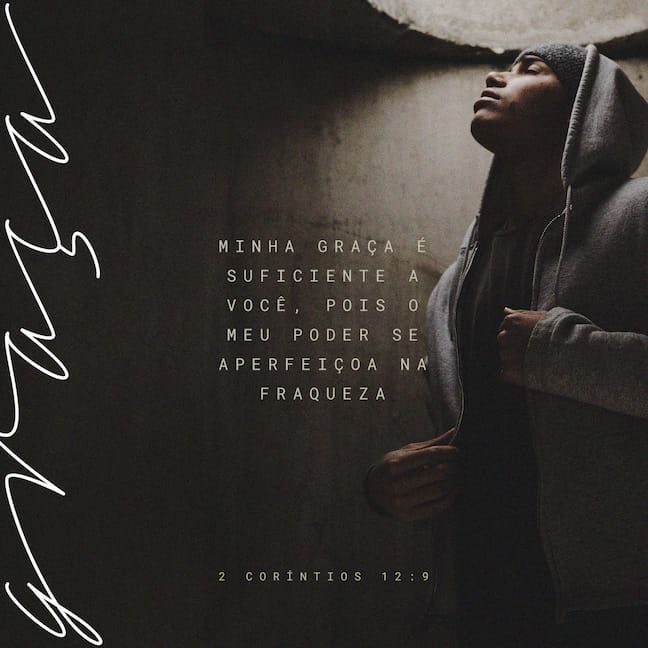 graça
MINHA GRAÇA É
SUFICIENTE A
VOCÊ, POIS O
MEU PODER SE
APERFEIÇOA NA
FRAQUEZA
2 CORÍNTIOS 12:9